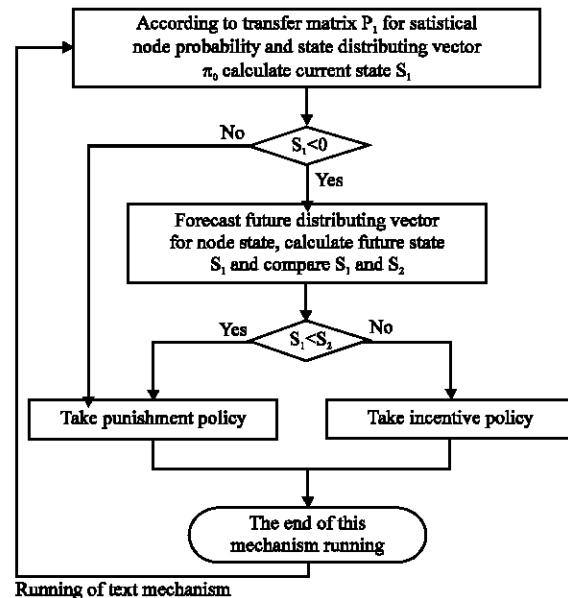 According to transfer matrix P₁ for satistical
node probability and state distributing vector
π₀ calculate current state S₁
No
S₁<0
Yes
Forecast future distributing vector
for node state, calculate future state
S₁ and compare S₁ and S₂
Yes
S₁<S₂
No
Take punishment policy
Take incentive policy
The end of this
mechanism running
Running of text mechanism